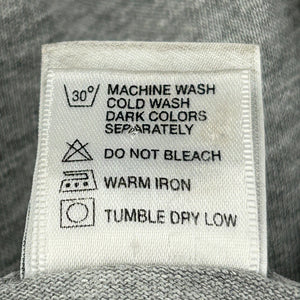 30° MACHINE WASH
COLD WASH
DARK COLORS
SEPARATELY
DO NOT BLEACH
WARM IRON
TUMBLE DRY LOW